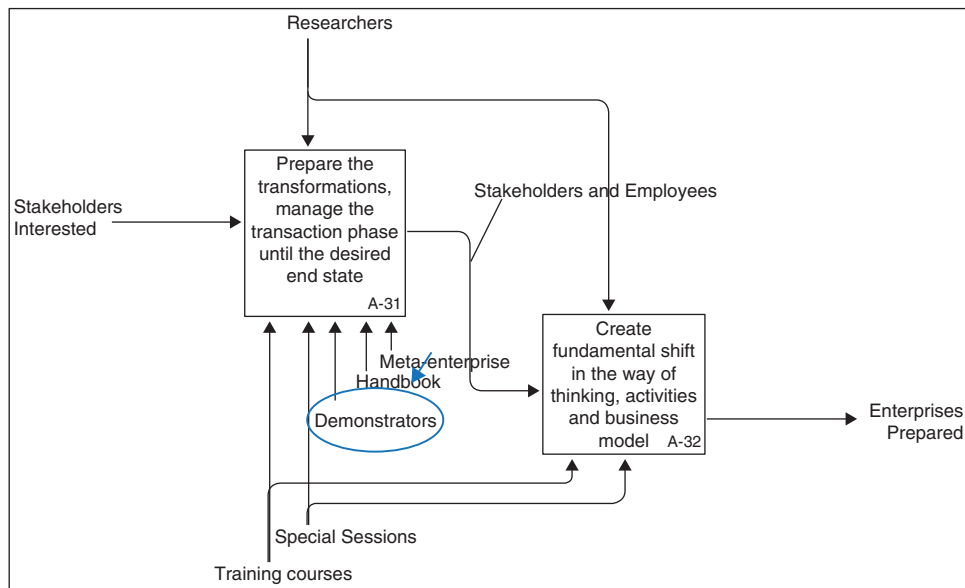 Researchers
Prepare the
transformations,
manage the
transaction phase
until the desired
end state
A-31
Stakeholders
Interested
Stakeholders and Employees
Create
fundamental shift
in the way of
thinking, activities
and business
model
A-32
Meta-enterprise
Handbook
Demonstrators
Enterprises
Prepared
Special Sessions
Training courses